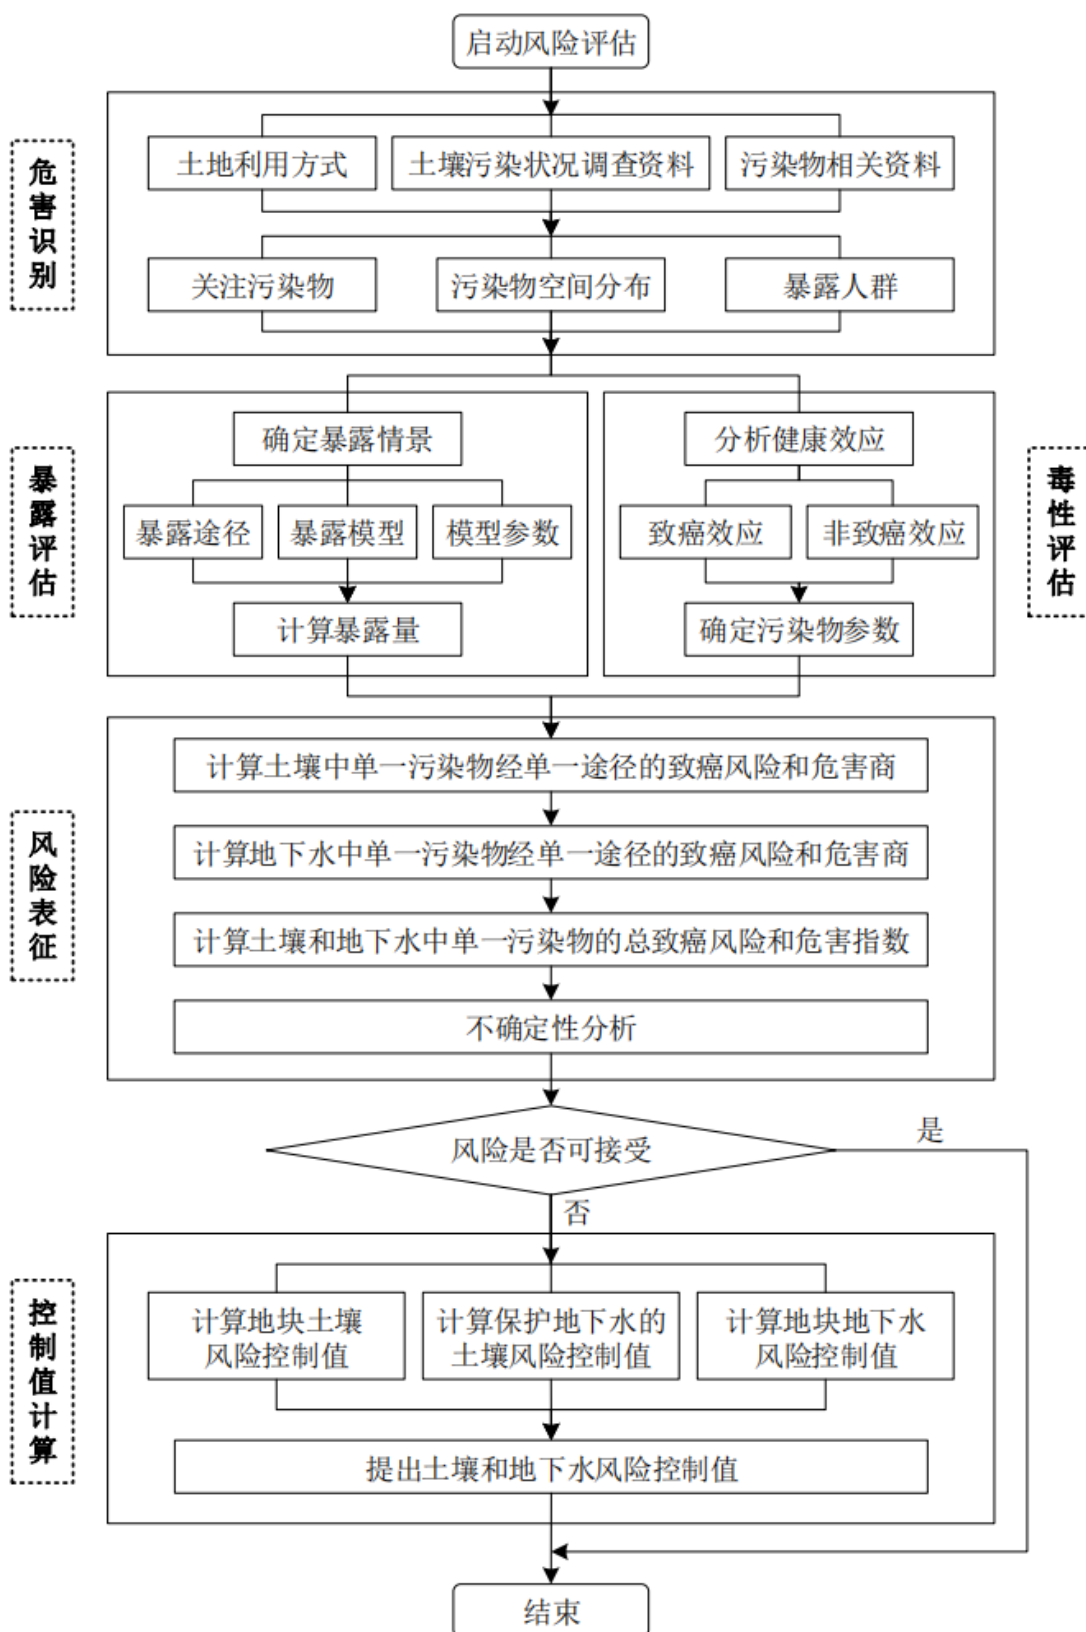 启动风险评估
危害识别
土地利用方式
土壤污染状况调查资料
污染物相关资料
关注污染物
污染物空间分布
暴露人群
暴露评估
确定暴露情景
暴露途径
暴露模型
模型参数
计算暴露量
毒性评估
分析健康效应
致癌效应
非致癌效应
确定污染物参数
风险表征
计算土壤中单一污染物经单一途径的致癌风险和危害商
计算地下水中单一污染物经单一途径的致癌风险和危害商
计算土壤和地下水中单一污染物的总致癌风险和危害指数
不确定性分析
风险是否可接受
是
否
控制值计算
计算地块土壤
风险控制值
计算保护地下水的
土壤风险控制值
计算地块地下水
风险控制值
提出土壤和地下水风险控制值
结束